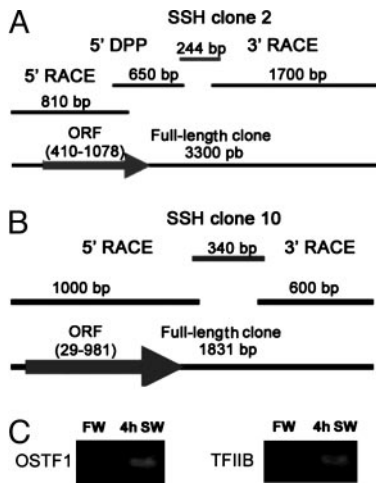 A
SSH clone 2
5' DPP 244 bp 3' RACE
5' RACE 650 bp 1700 bp
810 bp
ORF Full-length clone
(410-1078) 3300 pb
B
SSH clone 10
5' RACE 340 bp 3' RACE
1000 bp 600 bp
ORF Full-length clone
(29-981) 1831 bp
C
FW 4h SW FW 4h SW
OSTF1 TFIIB